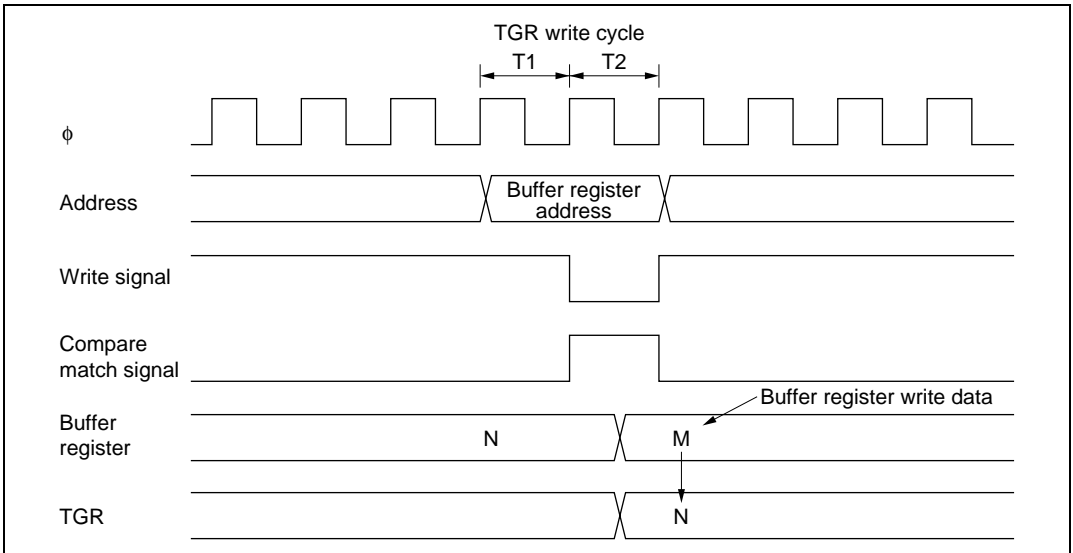 TGR write cycle
T1 T2
ϕ
Address
Buffer register
address
Write signal
Compare
match signal
Buffer register write data
Buffer
register
N M
TGR
N